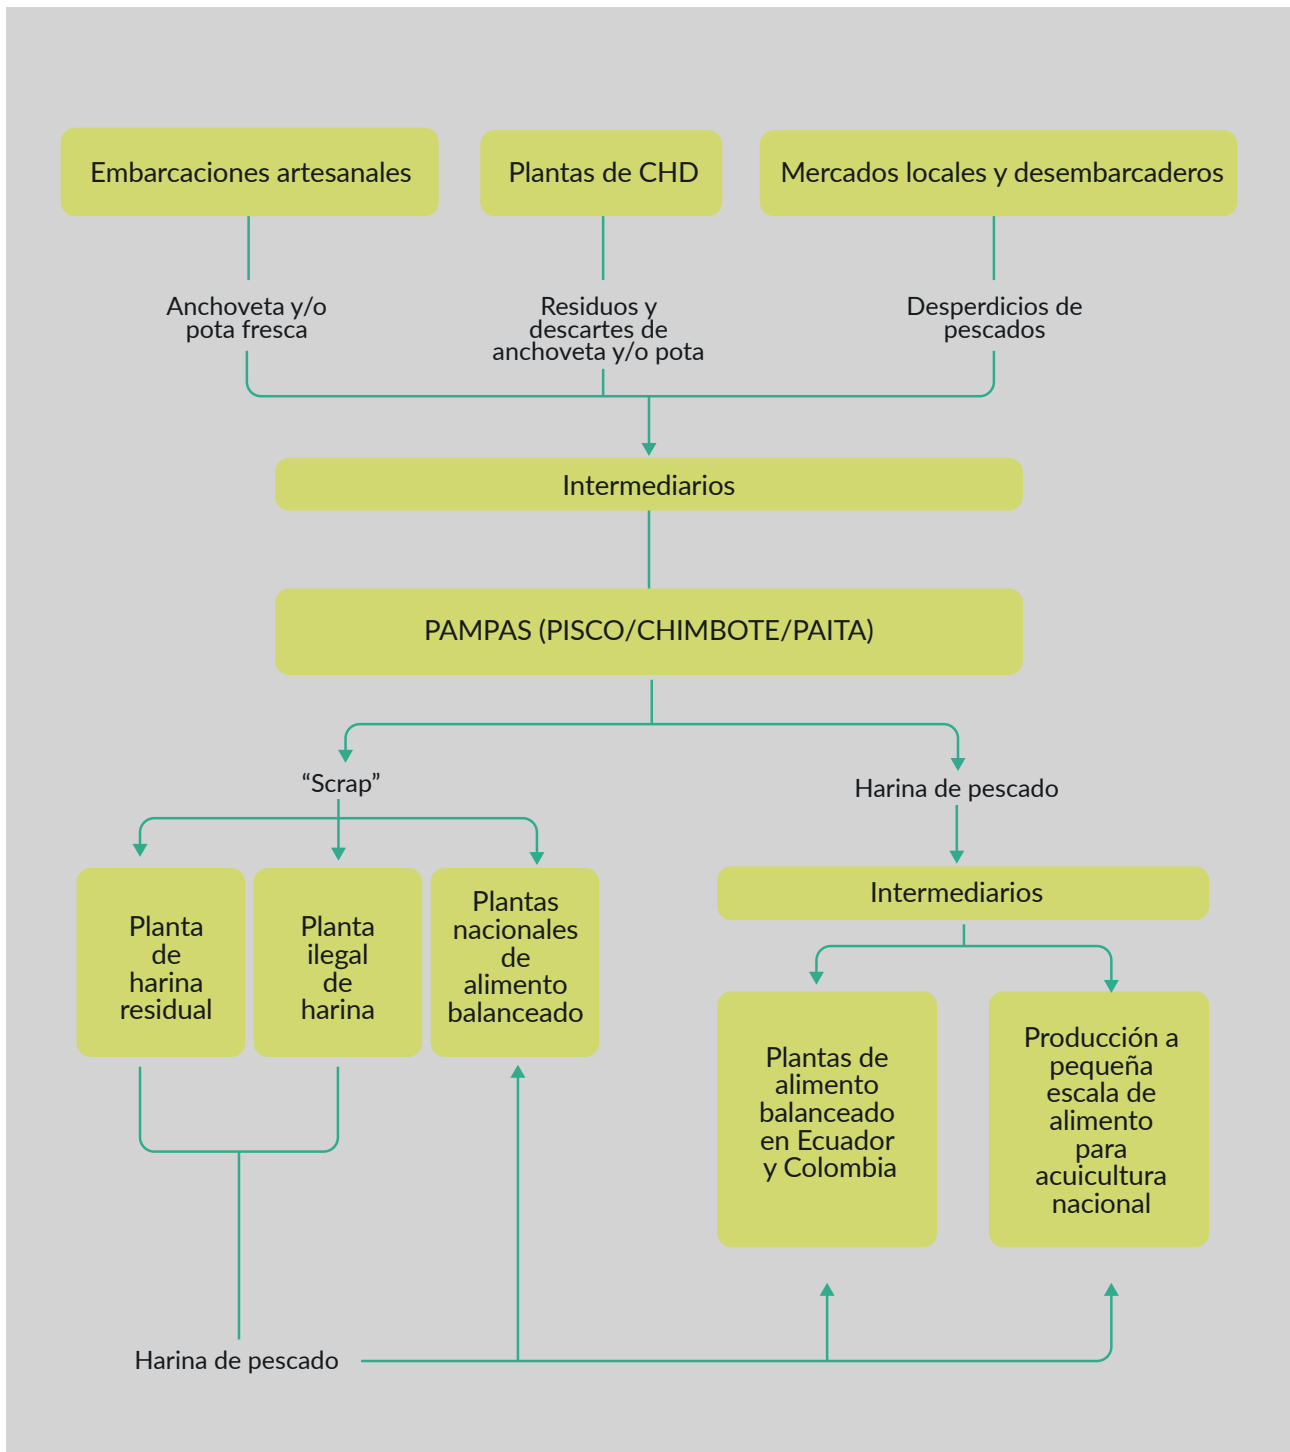 Embarcaciones artesanales
Plantas de CHD
Mercados locales y desembarcaderos
Anchoveta y/o
pota fresca
Residuos y
descartes de
anchoveta y/o pota
Desperdicios de
pescados
Intermediarios
PAMPAS (PISCO/CHIMBOTE/PAITA)
“Scrap”
Harina de pescado
Planta
de
harina
residual
Planta
ilegal
de
harina
Plantas
nacionales
de
alimento
balanceado
Intermediarios
Plantas de
alimento
balanceado
en Ecuador
y Colombia
Producción a
pequeña
escala de
alimento
para
acuicultura
nacional
Harina de pescado